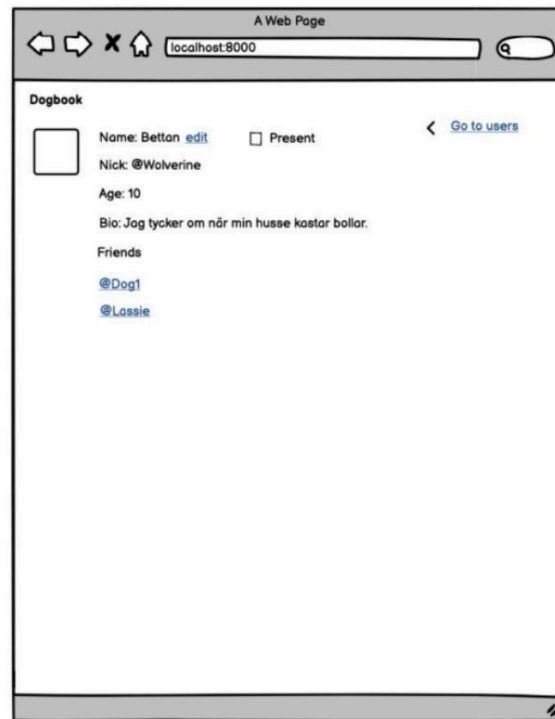 A Web Page
localhost:8000
Dogbook
Name: Bettan edit
Present
Go to users
Nick: @Wolverine
Age: 10
Bio: Jag tycker om når min husse kastar bollar.
Friends
@Dog1
@Lassie